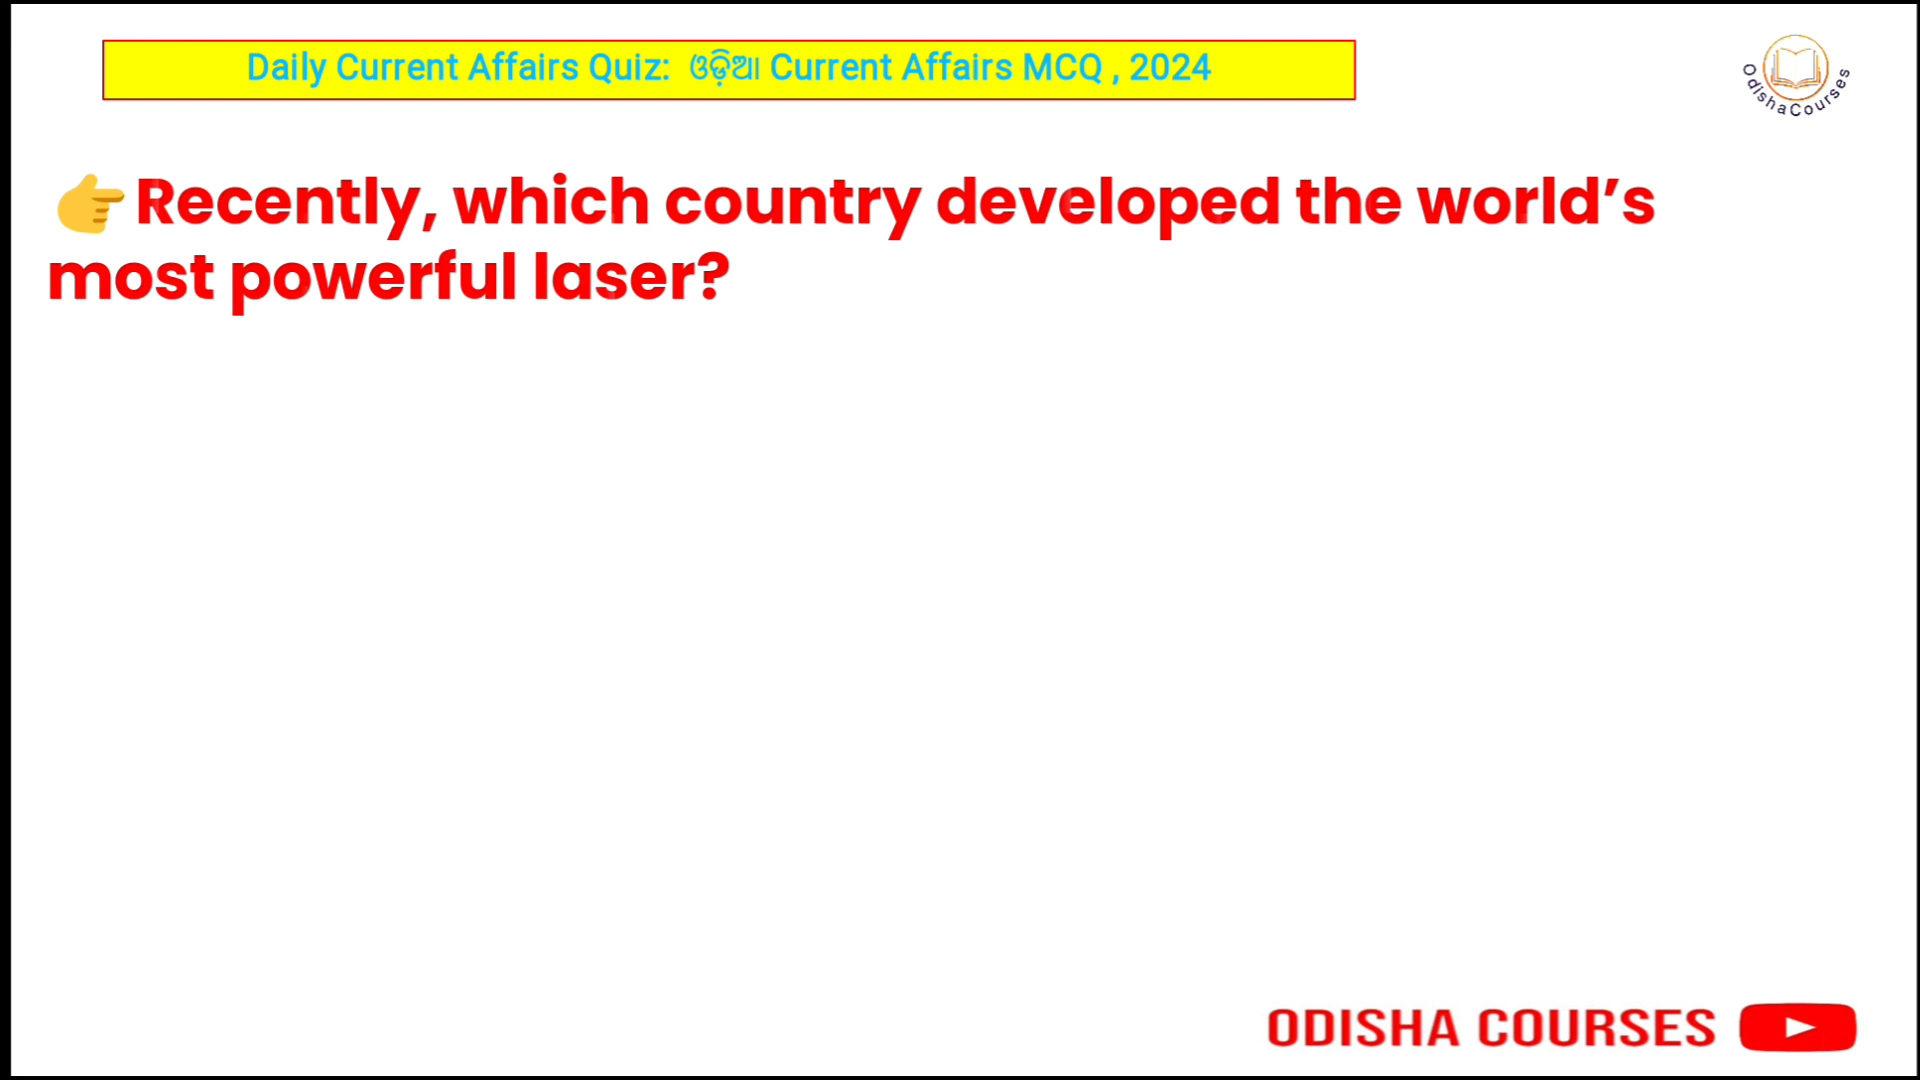 Daily Current Affairs Quiz: ଓଡ଼ିଆ Current Affairs MCQ , 2024
OdishaCourses
👉Recently, which country developed the world’s
most powerful laser?
ODISHA COURSES